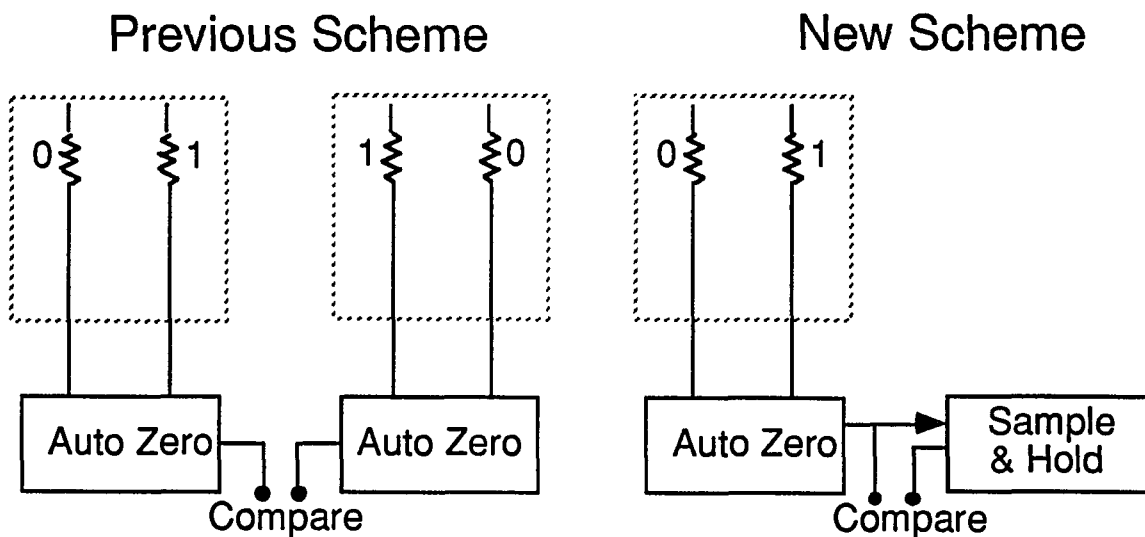 Previous Scheme
New Scheme
0 1 1 0 0 1
Auto Zero
Auto Zero
Auto Zero
Sample
& Hold
Compare
Compare